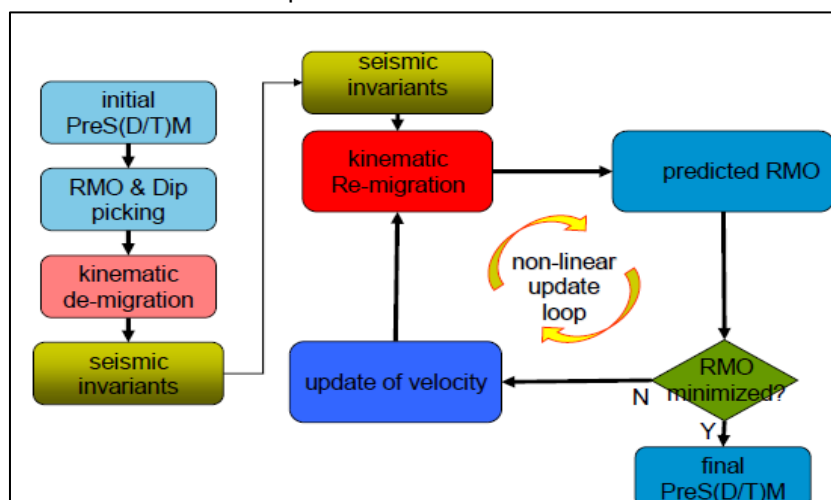 initial
PreS(D/T)M
RMO & Dip
picking
kinematic
de-migration
seismic
invariants
seismic
invariants
kinematic
Re-migration
predicted RMO
non-linear
update
loop
update of velocity
RMO
minimized?
N
Y
final
PreS(D/T)M